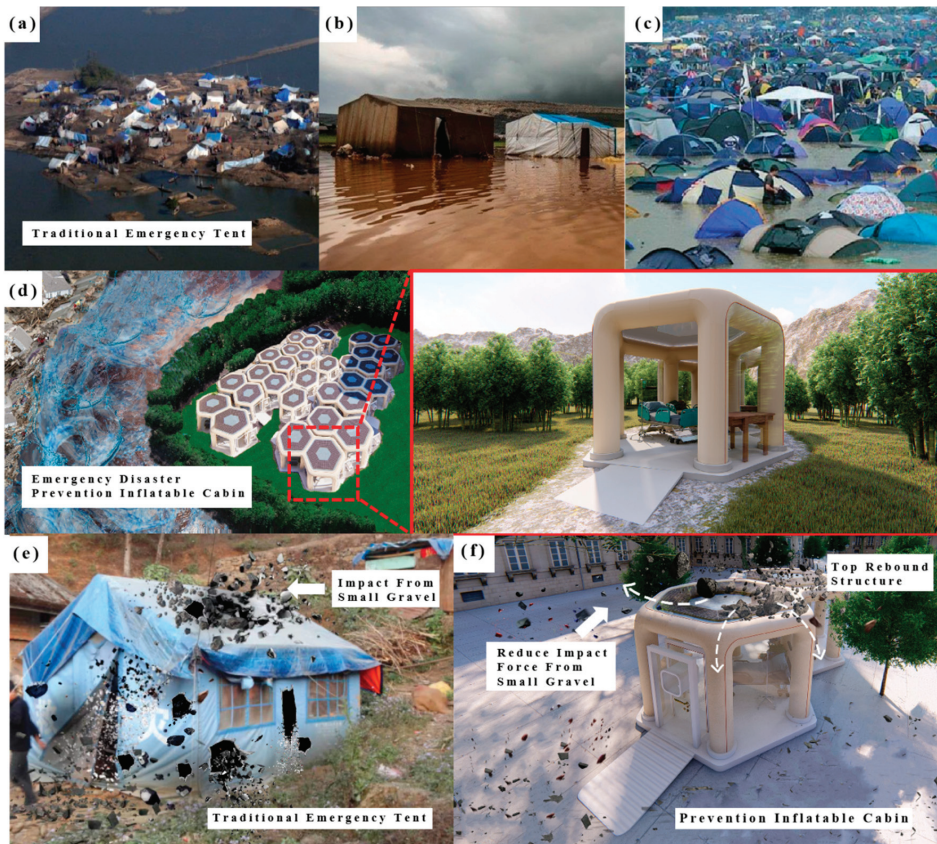 (a)
(b)
(c)
Traditional Emergency Tent
(d)
Emergency Disaster
Prevention Inflatable Cabin
(e)
Impact From
Small Gravel
Traditional Emergency Tent
(f)
Top Rebound
Structure
Reduce Impact
Force From
Small Gravel
Prevention Inflatable Cabin